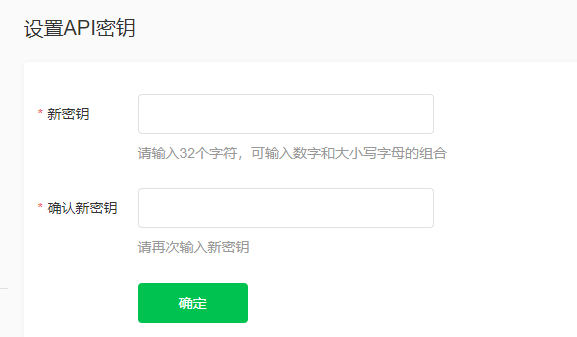 设置API密钥
* 新密钥
请输入32个字符，可输入数字和大小写字母的组合
* 确认新密钥
请再次输入新密钥
确定